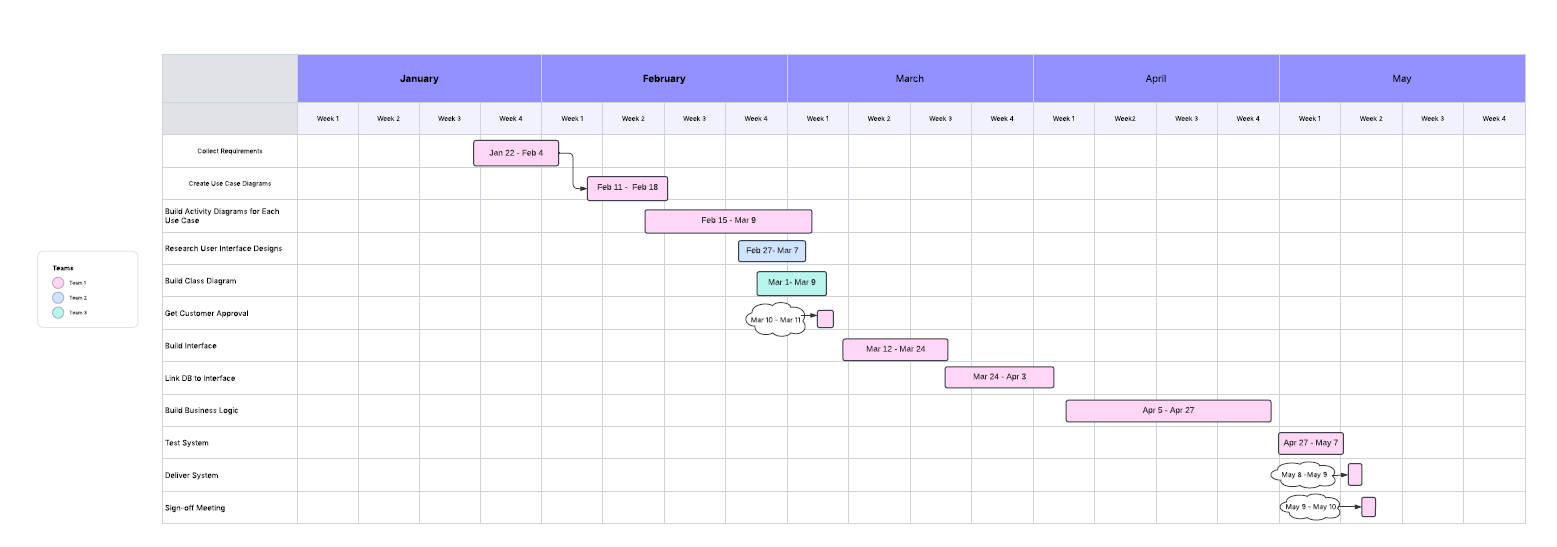 January February March April May
Week 1 Week 2 Week 3 Week 4 Week 1 Week 2 Week 3 Week 4 Week 1 Week 2 Week 3 Week 4 Week 1 Week2 Week 3 Week 4 Week 1 Week 2 Week 3 Week 4
Collect Requirements Jan 22 - Feb 4
Create Use Case Diagrams Feb 11 - Feb 18
Build Activity Diagrams for Each
Use Case
Feb 15 - Mar 9
Research User Interface Designs Feb 27- Mar 7
Build Class Diagram Mar 1- Mar 9
Get Customer Approval Mar 10 - Mar 11
Build Interface Mar 12 - Mar 24
Link DB to Interface Mar 24 - Apr 3
Build Business Logic Apr 5 - Apr 27
Test System Apr 27 - May 7
Deliver System May 8 -May 9
Sign-off Meeting May 9 - May 10
Teams
Team 1
Team 2
Team 3